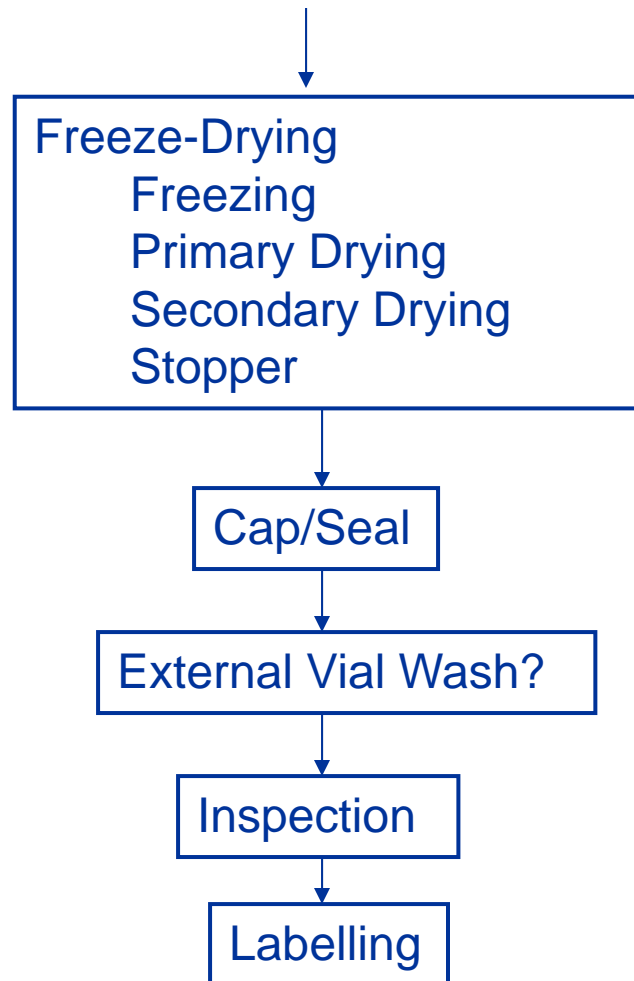 Freeze-Drying
Freezing
Primary Drying
Secondary Drying
Stopper
Cap/Seal
External Vial Wash?
Inspection
Labelling